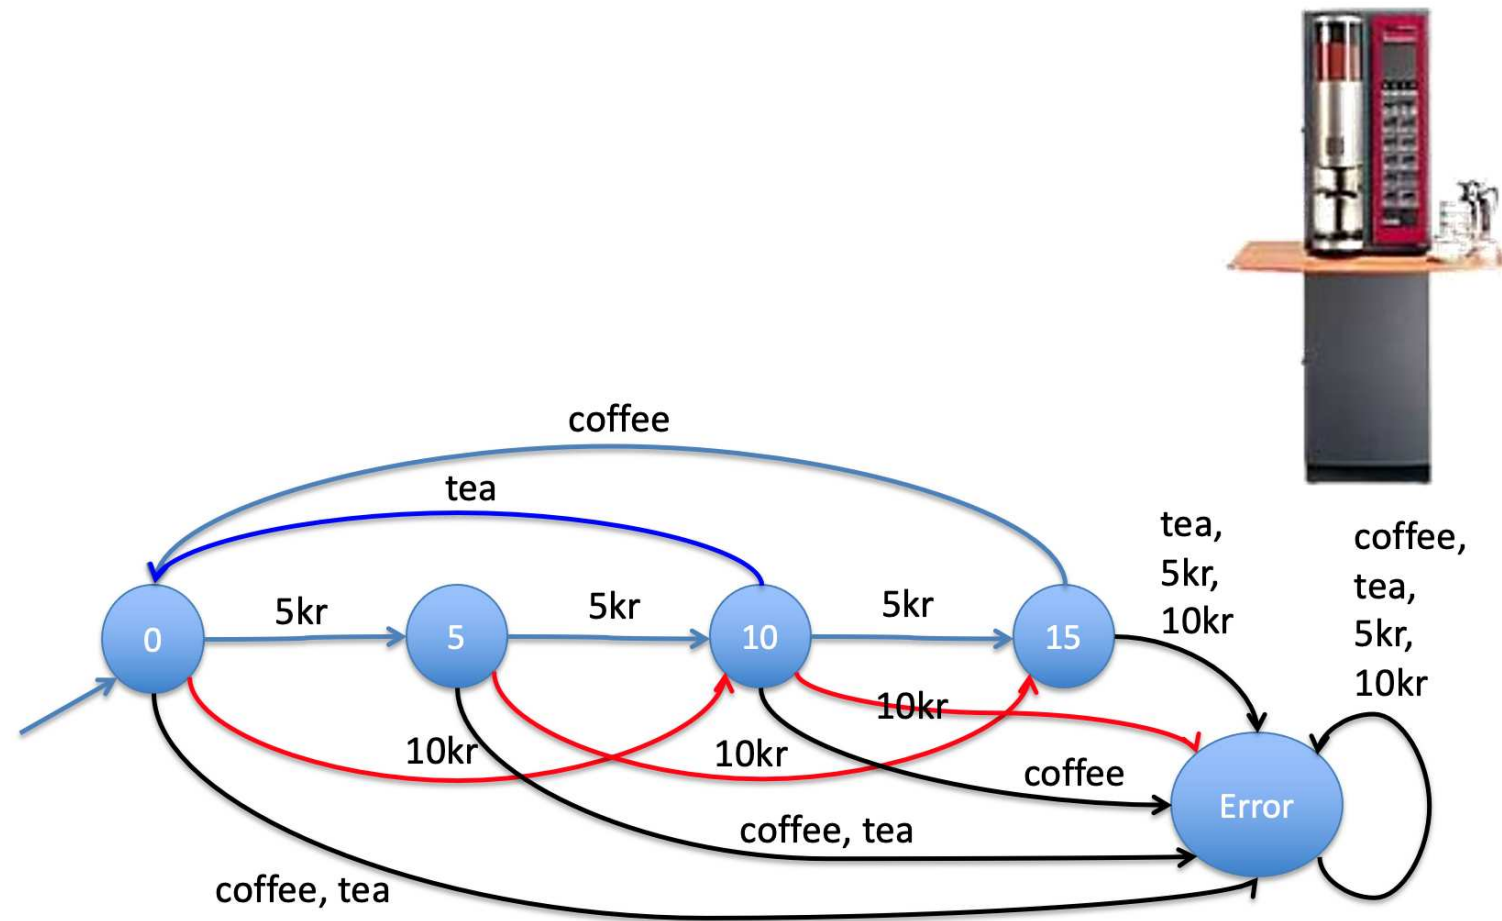 coffee
tea
tea,
5kr,
10kr
coffee,
tea,
5kr,
10kr
0
5kr
5
5kr
10
5kr
15
10kr
10kr
10kr
coffee
Error
coffee, tea
coffee, tea